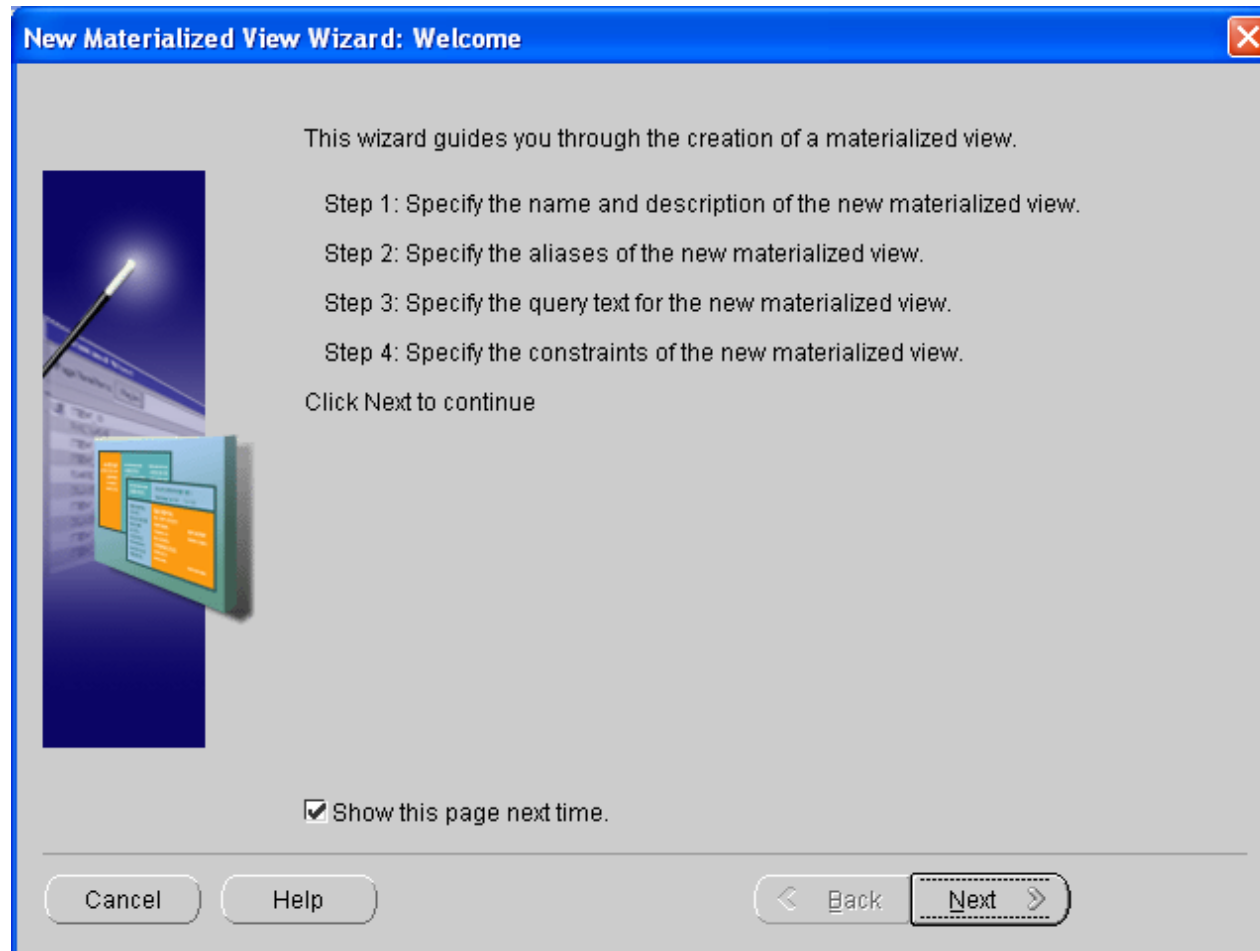 New Materialized View Wizard: Welcome
This wizard guides you through the creation of a materialized view.
Step 1: Specify the name and description of the new materialized view.
Step 2: Specify the aliases of the new materialized view.
Step 3: Specify the query text for the new materialized view.
Step 4: Specify the constraints of the new materialized view.
Click Next to continue
Show this page next time.
Cancel Help Back Next